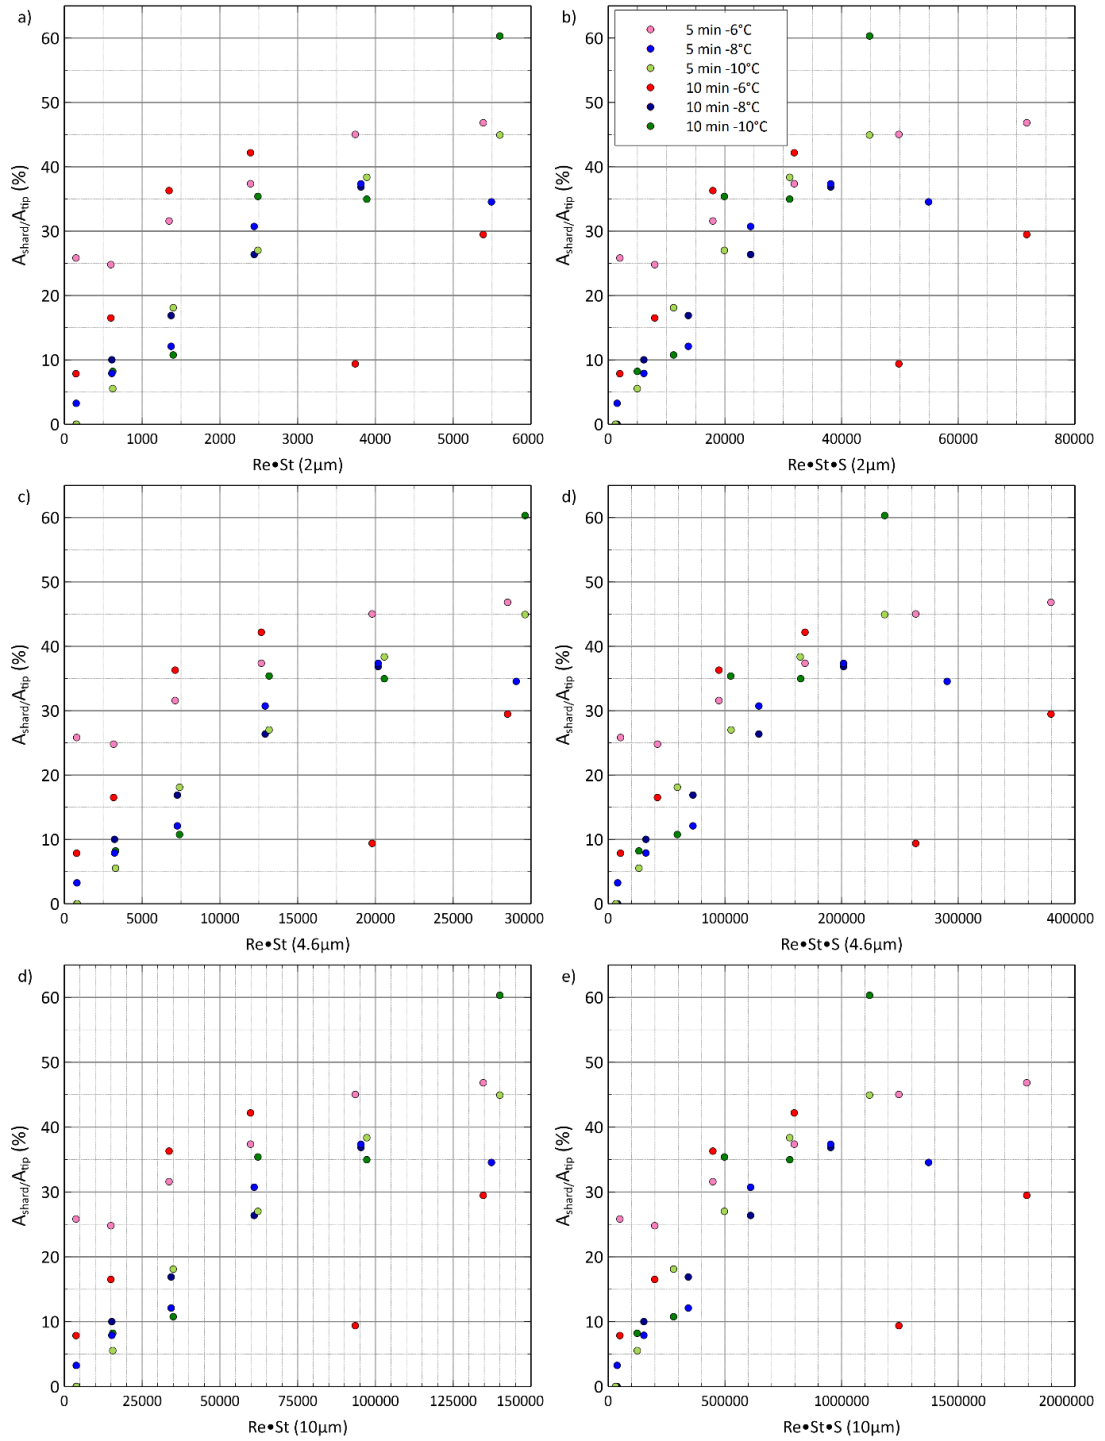 a)
60
50
40
30
20
10
0
A_shard/A_tip (%)
0 1000 2000 3000 4000 5000 6000
Re•St (2µm)
b)
5 min -6°C
5 min -8°C
5 min -10°C
10 min -6°C
10 min -8°C
10 min -10°C
60
50
40
30
20
10
0
A_shard/A_tip (%)
0 20000 40000 60000 80000
Re•St•S (2µm)
c)
60
50
40
30
20
10
0
A_shard/A_tip (%)
0 5000 10000 15000 20000 25000 30000
Re•St (4.6µm)
d)
60
50
40
30
20
10
0
A_shard/A_tip (%)
0 100000 200000 300000 400000
Re•St•S (4.6µm)
d)
60
50
40
30
20
10
0
A_shard/A_tip (%)
0 25000 50000 75000 100000 125000 150000
Re•St (10µm)
e)
60
50
40
30
20
10
0
A_shard/A_tip (%)
0 500000 1000000 1500000 2000000
Re•St•S (10µm)